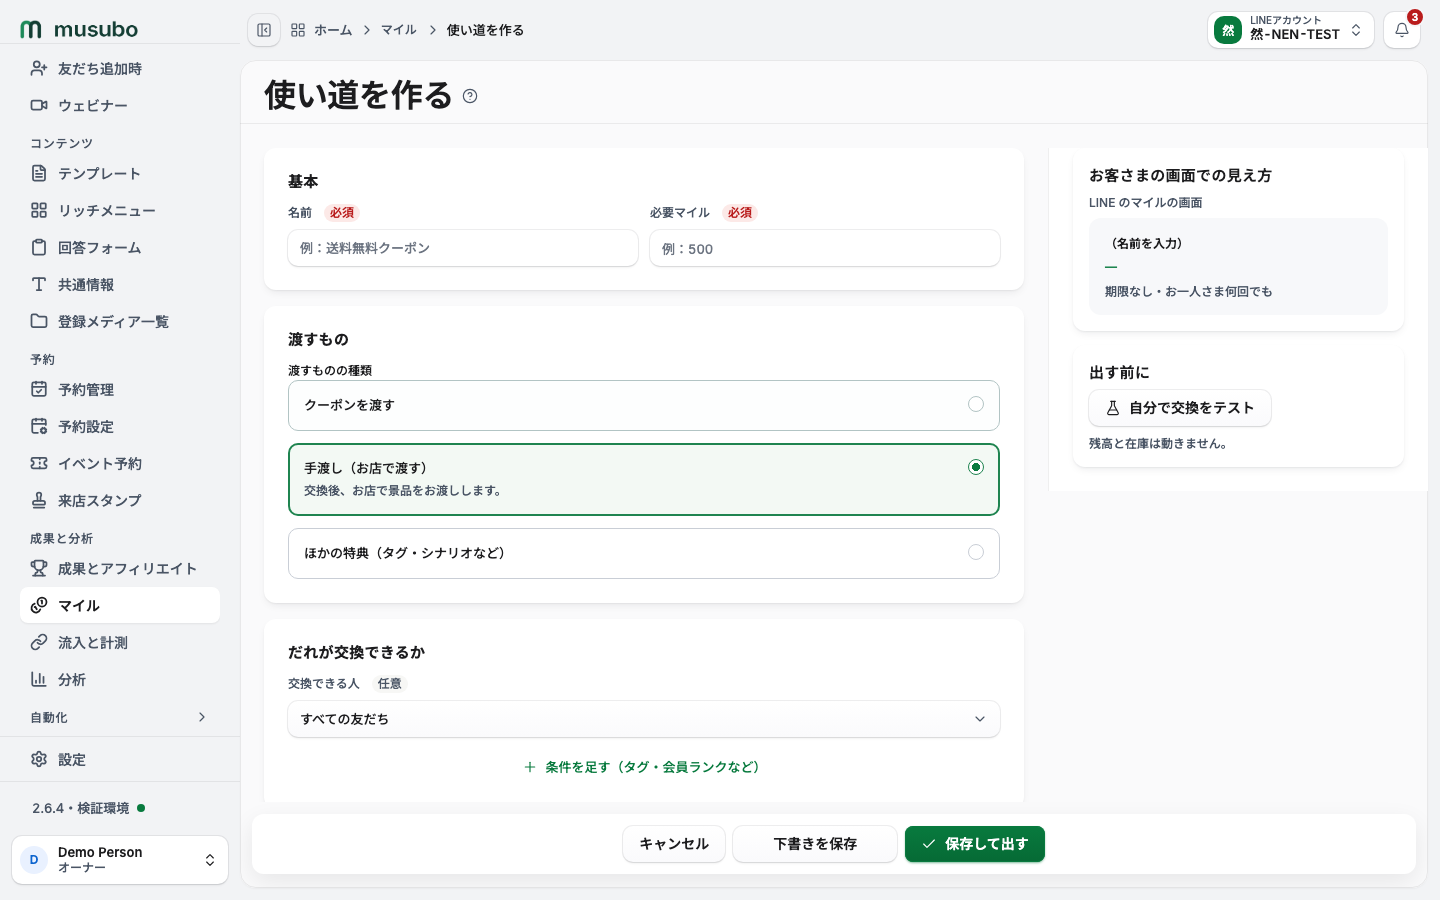 musubo
友だち追加時
ウェビナー
コンテンツ
テンプレート
リッチメニュー
回答フォーム
共通情報
登録メディア一覧
予約
予約管理
予約設定
イベント予約
来店スタンプ
成果と分析
成果とアフィリエイト
マイル
流入と計測
分析
自動化
設定
2.6.4・検証環境
D
Demo Person
オーナー
ホーム
マイル
使い道を作る
然
LINEアカウント
然-NEN-TEST
3
使い道を作る
基本
名前 必須
必要マイル 必須
例：送料無料クーポン
例：500
渡すもの
渡すものの種類
クーポンを渡す
手渡し（お店で渡す）
交換後、お店で景品をお渡しします。
ほかの特典（タグ・シナリオなど）
だれが交換できるか
交換できる人 任意
すべての友だち
条件を足す（タグ・会員ランクなど）
お客さまの画面での見え方
LINE のマイルの画面
（名前を入力）
—
期限なし・お一人さま何回でも
出す前に
自分で交換をテスト
残高と在庫は動きません。
キャンセル
下書きを保存
保存して出す